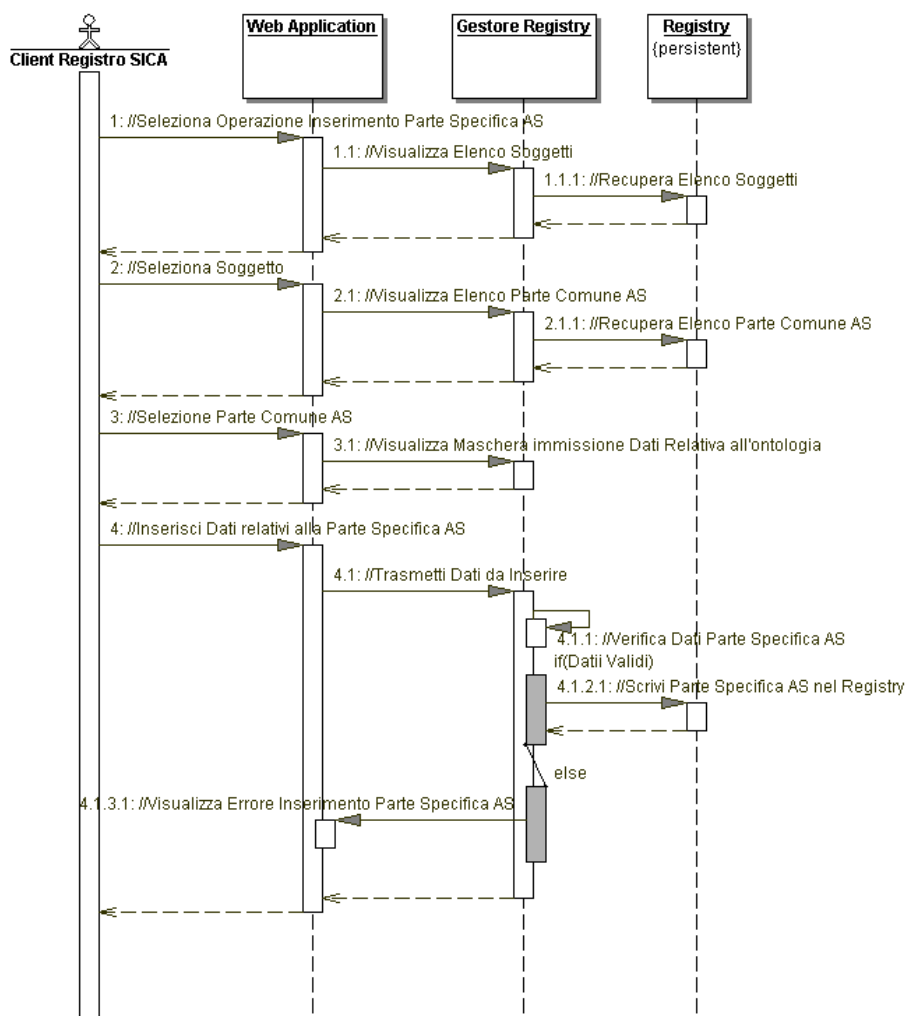 Client Registro SICA
Web Application
Gestore Registry
Registry
{persistent}
1: //Seleziona Operazione Inserimento Parte Specifica AS
1.1: //Visualizza Elenco Soggetti
1.1.1: //Recupera Elenco Soggetti
2: //Seleziona Soggetto
2.1: //Visualizza Elenco Parte Comune AS
2.1.1: //Recupera Elenco Parte Comune AS
3: //Selezione Parte Comune AS
3.1: //Visualizza Maschera immissione Dati Relativa all'ontologia
4: //Inserisci Dati relativi alla Parte Specifica AS
4.1: //Trasmetti Dati da Inserire
4.1.1: //Verifica Dati Parte Specifica AS
if(Datii Validi)
4.1.2.1: //Scrivi Parte Specifica AS nel Registry
else
4.1.3.1: //Visualizza Errore Inserimento Parte Specifica AS